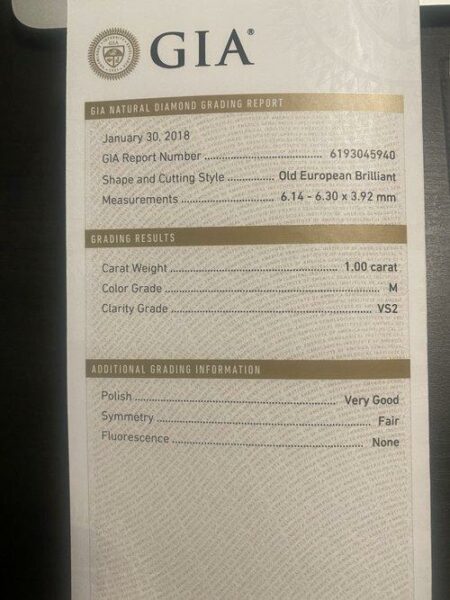 GIA®
GIA NATURAL DIAMOND GRADING REPORT
January 30, 2018
GIA Report Number 6193045940
Shape and Cutting Style Old European Brilliant
Measurements 6.14 - 6.30 x 3.92 mm
GRADING RESULTS
Carat Weight 1.00 carat
Color Grade M
Clarity Grade VS2
ADDITIONAL GRADING INFORMATION
Polish Very Good
Symmetry Fair
Fluorescence None